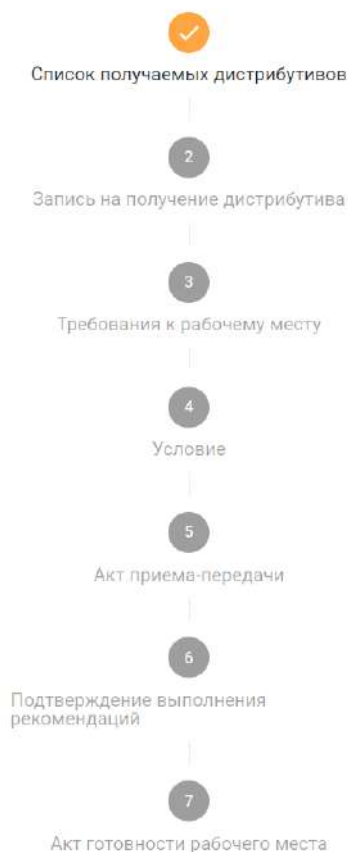 Список получаемых дистрибутивов
2
Запись на получение дистрибутива
3
Требования к рабочему месту
4
Условие
5
Акт приема-передачи
6
Подтверждение выполнения
рекомендаций
7
Акт готовности рабочего места